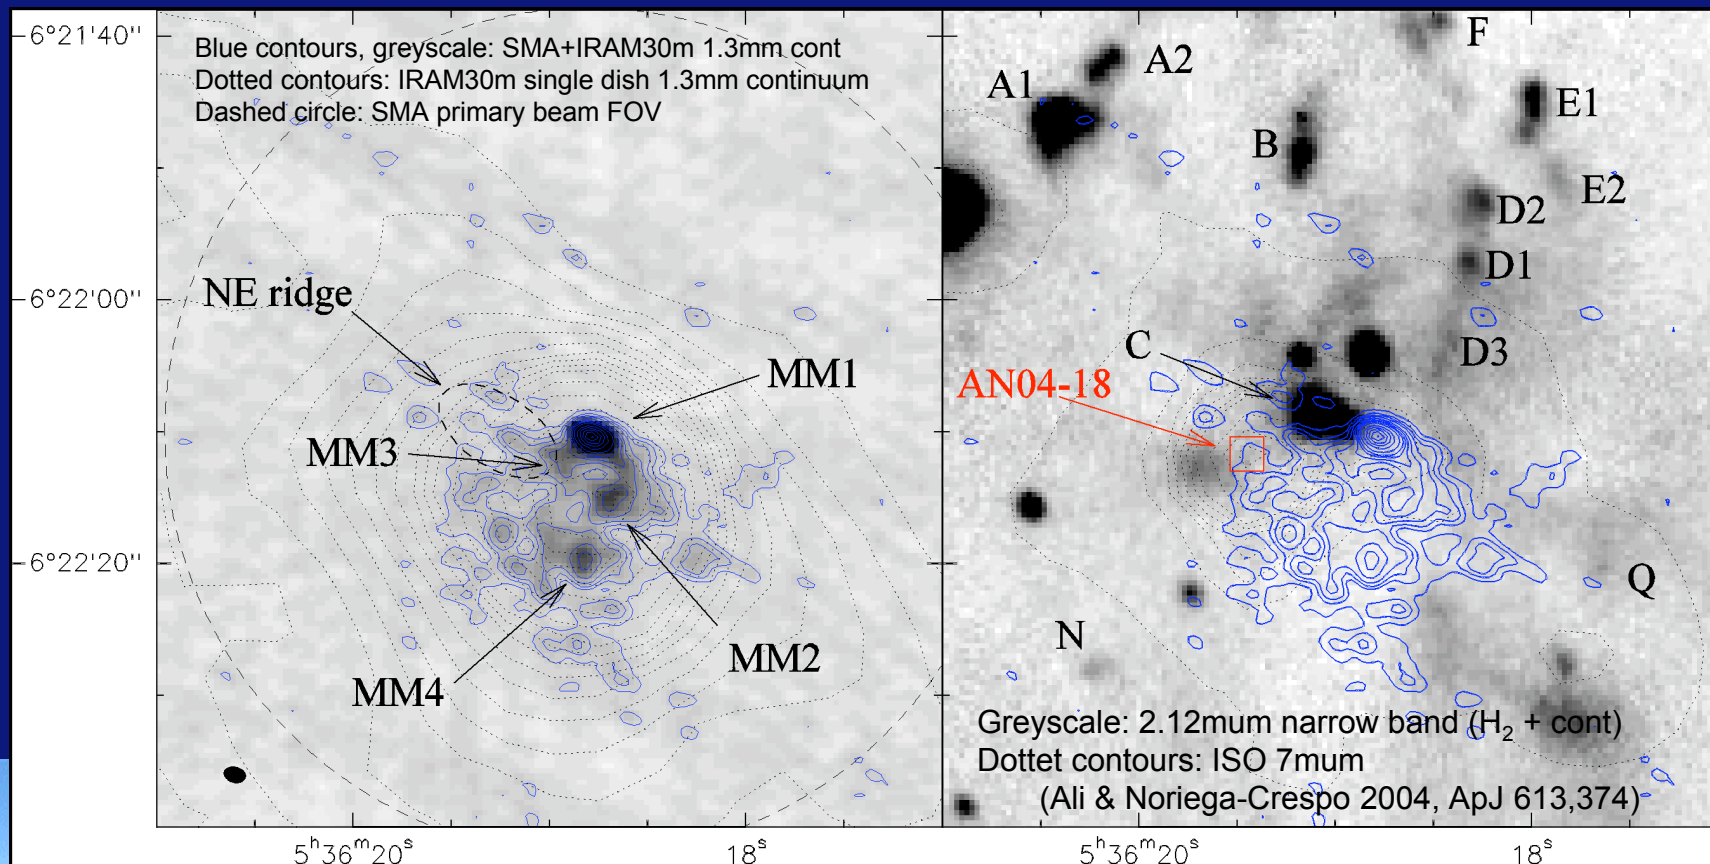 Blue contours, greyscale: SMA+IRAM30m 1.3mm cont
Dotted contours: IRAM30m single dish 1.3mm continuum
Dashed circle: SMA primary beam FOV
−6°21'40"
−6°22'00"
−6°22'20"
NE ridge
MM1
MM3
MM2
MM4
5ʰ36ᵐ20ˢ
18ˢ
F
A2
A1
E1
B
E2
D2
D1
C
D3
AN04-18
Q
N
Greyscale: 2.12mum narrow band (H₂ + cont)
Dottet contours: ISO 7mum
(Ali & Noriega-Crespo 2004, ApJ 613,374)
5ʰ36ᵐ20ˢ
18ˢ